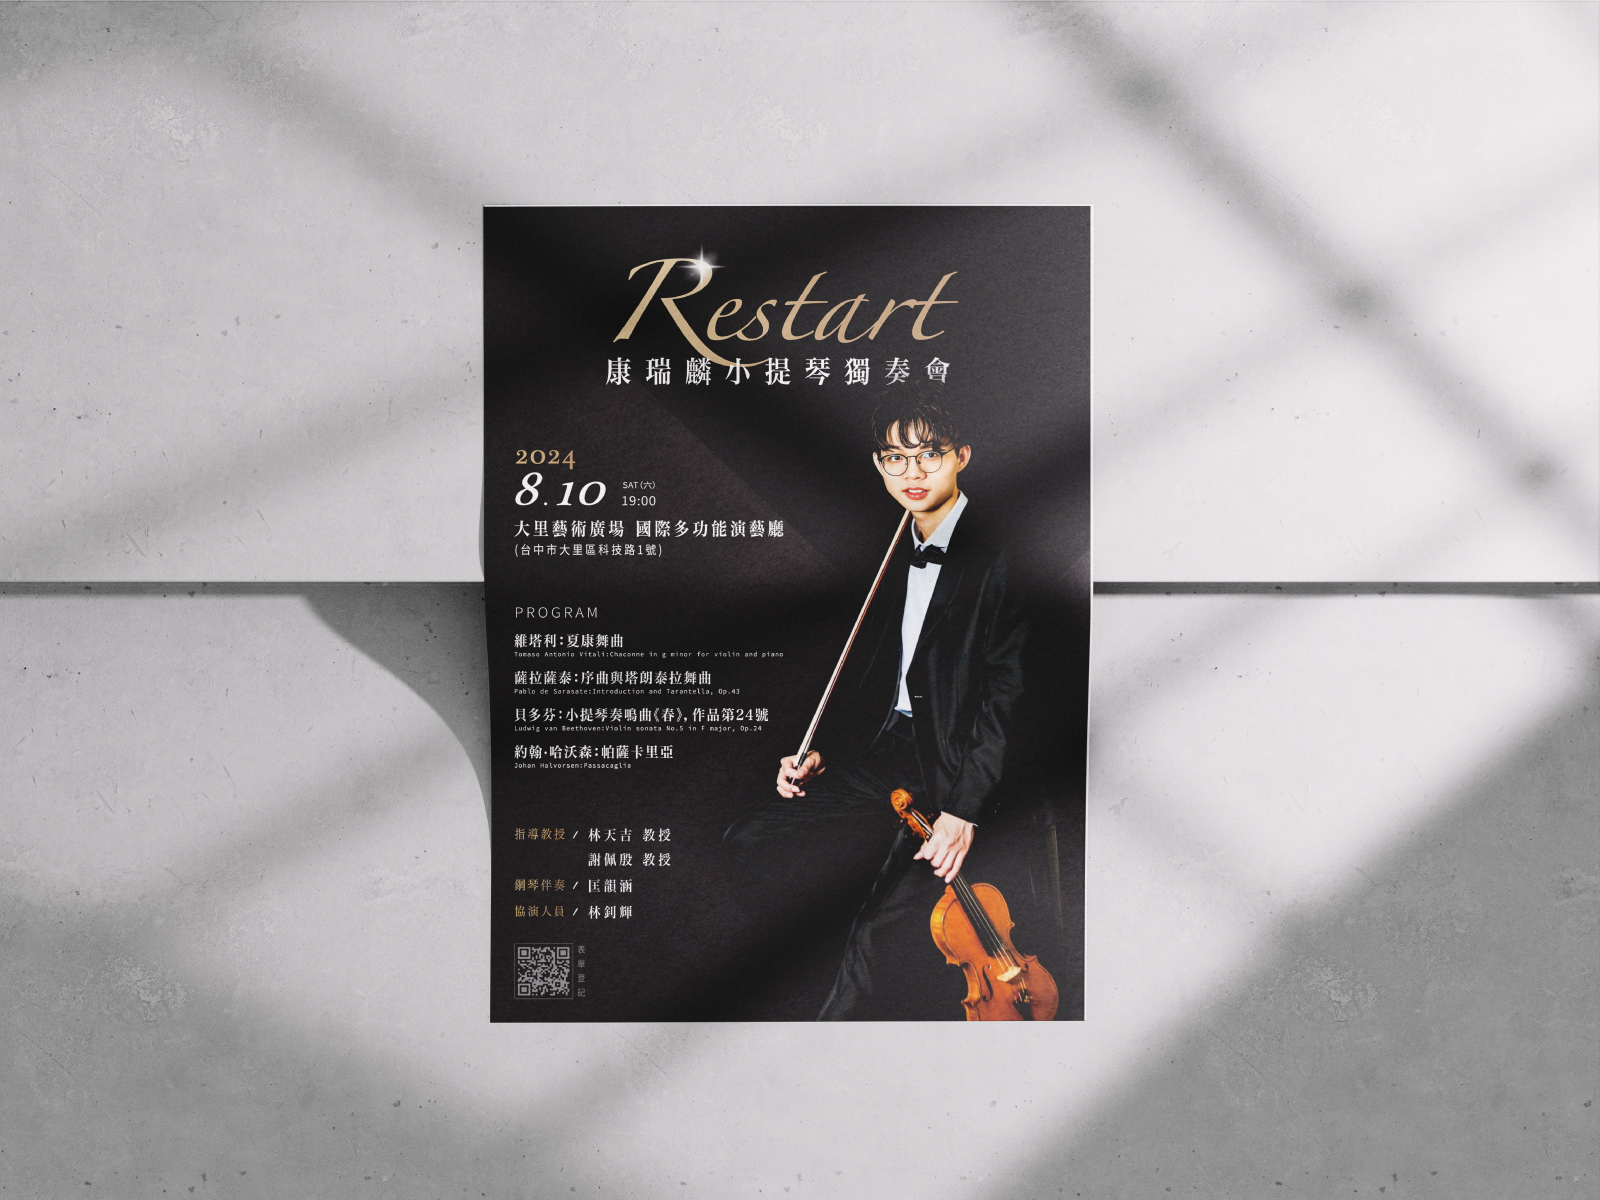 Restart
康瑞麟小提琴獨奏會
2024
8.10 SAT(六)
19:00
大里藝術廣場 國際多功能演藝廳
(台中市大里區科技路1號)
PROGRAM
維塔利:夏康舞曲
Tomaso Antonio Vitali:Chaconne in g minor for violin and piano
薩拉薩泰:序曲與塔朗泰拉舞曲
Pablo de Sarasate:Introduction and Tarantella, Op.43
貝多芬:小提琴奏鳴曲《春》, 作品第24號
Ludwig van Beethoven:Violin sonata No.5 in F major, Op.24
約翰·哈沃森:帕薩卡里亞
Johan Halvorsen:Passacaglia
指導教授 / 林天吉 教授
謝佩殷 教授
鋼琴伴奏 / 匡韻涵
協演人員 / 林釗輝
表單登記